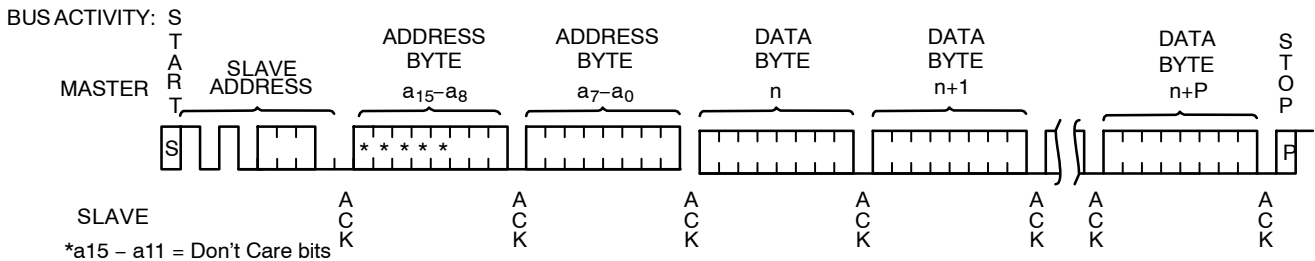 BUS ACTIVITY: S T A R T
MASTER
SLAVE ADDRESS
ADDRESS BYTE a15–a8
ADDRESS BYTE a7–a0
DATA BYTE n
DATA BYTE n+1
DATA BYTE n+P
S T O P
S
* * * * *
P
SLAVE
A C K
A C K
A C K
A C K
A C K
A C K
A C K
*a15 – a11 = Don't Care bits